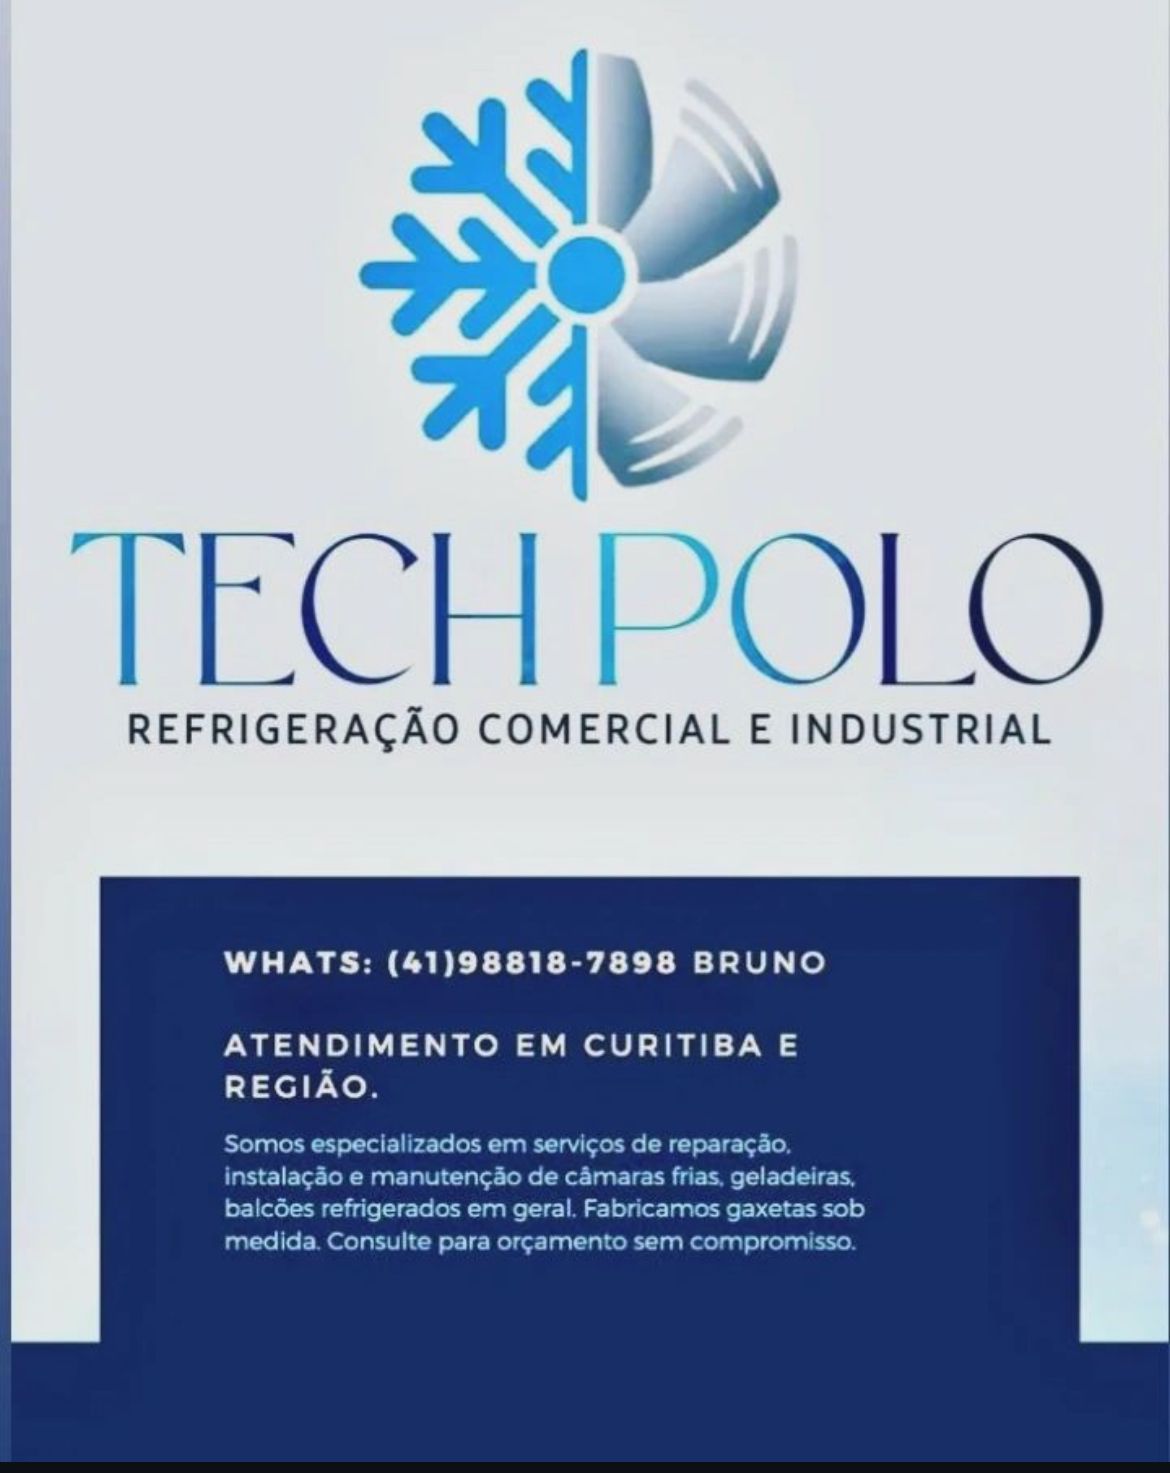 TECH POLO
REFRIGERAÇÃO COMERCIAL E INDUSTRIAL
WHATS: (41)98818-7898 BRUNO
ATENDIMENTO EM CURITIBA E
REGIÃO.
Somos especializados em serviços de reparação,
instalação e manutenção de câmaras frias, geladeiras,
balcões refrigerados em geral. Fabricamos gaxetas sob
medida. Consulte para orçamento sem compromisso.